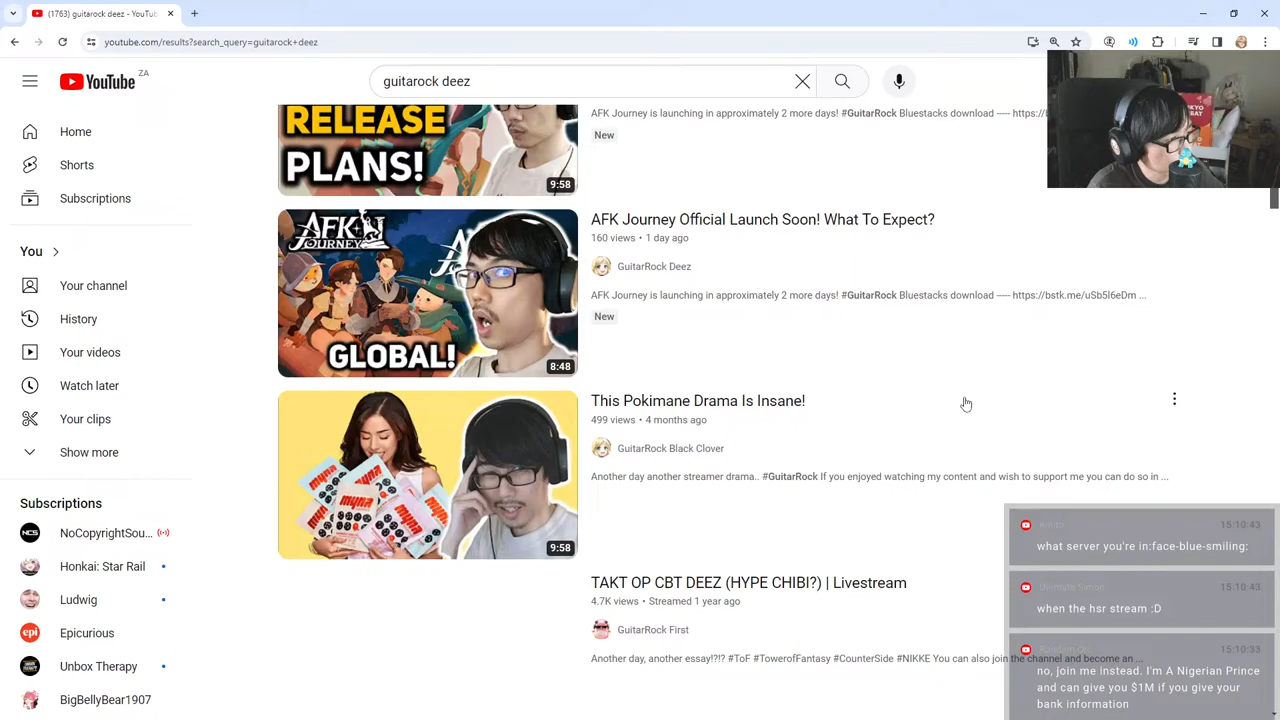 (1763) guitarock deez - YouTu
youtube.com/results?search_query=guitarock+deez
YouTube ZA
guitarock deez
Home
Shorts
Subscriptions
You
Your channel
History
Your videos
Watch later
Your clips
Show more
Subscriptions
NoCopyrightSou...
Honkai: Star Rail
Ludwig
epi
Epicurious
Unbox Therapy
BigBellyBear1907
RELEASE
PLANS!
9:58
AFK Journey is launching in approximately 2 more days! #GuitarRock Bluestacks download ----- https://b
New
AFK JOURNEY
GLOBAL!
8:48
AFK Journey Official Launch Soon! What To Expect?
160 views • 1 day ago
GuitarRock Deez
AFK Journey is launching in approximately 2 more days! #GuitarRock Bluestacks download ----- https://bstk.me/uSb5l6eDm ...
New
9:58
This Pokimane Drama Is Insane!
499 views • 4 months ago
GuitarRock Black Clover
Another day another streamer drama.. #GuitarRock If you enjoyed watching my content and wish to support me you can do so in ...
TAKT OP CBT DEEZ (HYPE CHIBI?) | Livestream
4.7K views • Streamed 1 year ago
GuitarRock First
Another day, another essay!?!? #ToF #TowerofFantasy #CounterSide #NIKKE You can also join the channel and become an ...
15:10:43
what server you're in:face-blue-smiling:
15:10:43
when the hsr stream :D
15:10:33
no, join me instead. I'm A Nigerian Prince
and can give you $1M if you give your
bank information